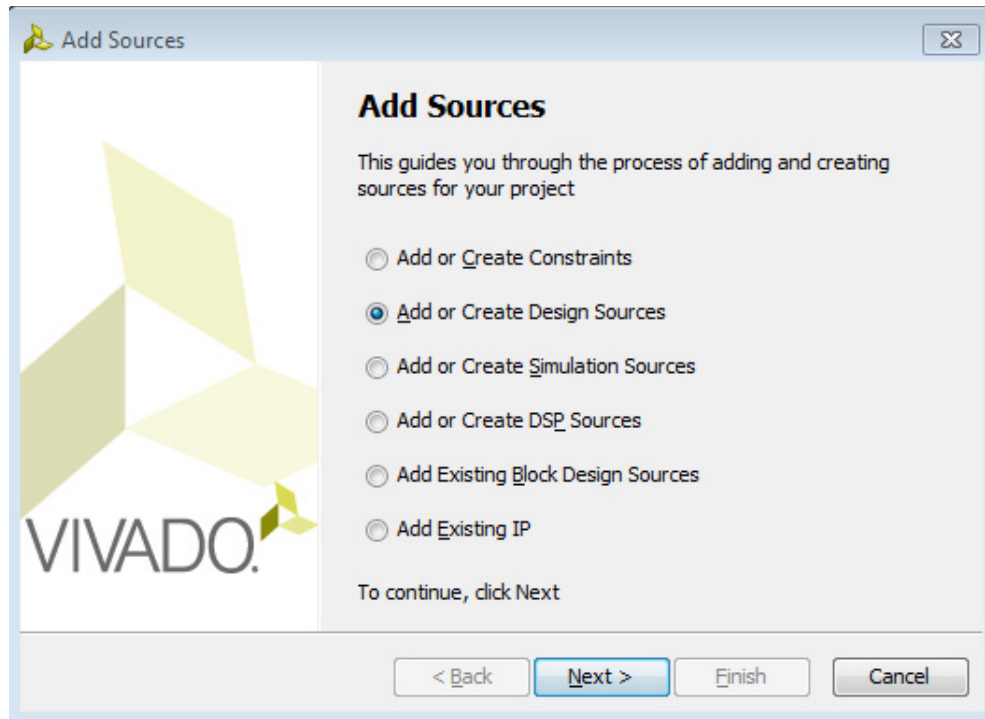 Add Sources
Add Sources
This guides you through the process of adding and creating
sources for your project
Add or Create Constraints
Add or Create Design Sources
Add or Create Simulation Sources
Add or Create DSP Sources
Add Existing Block Design Sources
Add Existing IP
VIVADO.
To continue, click Next
< Back
Next >
Finish
Cancel